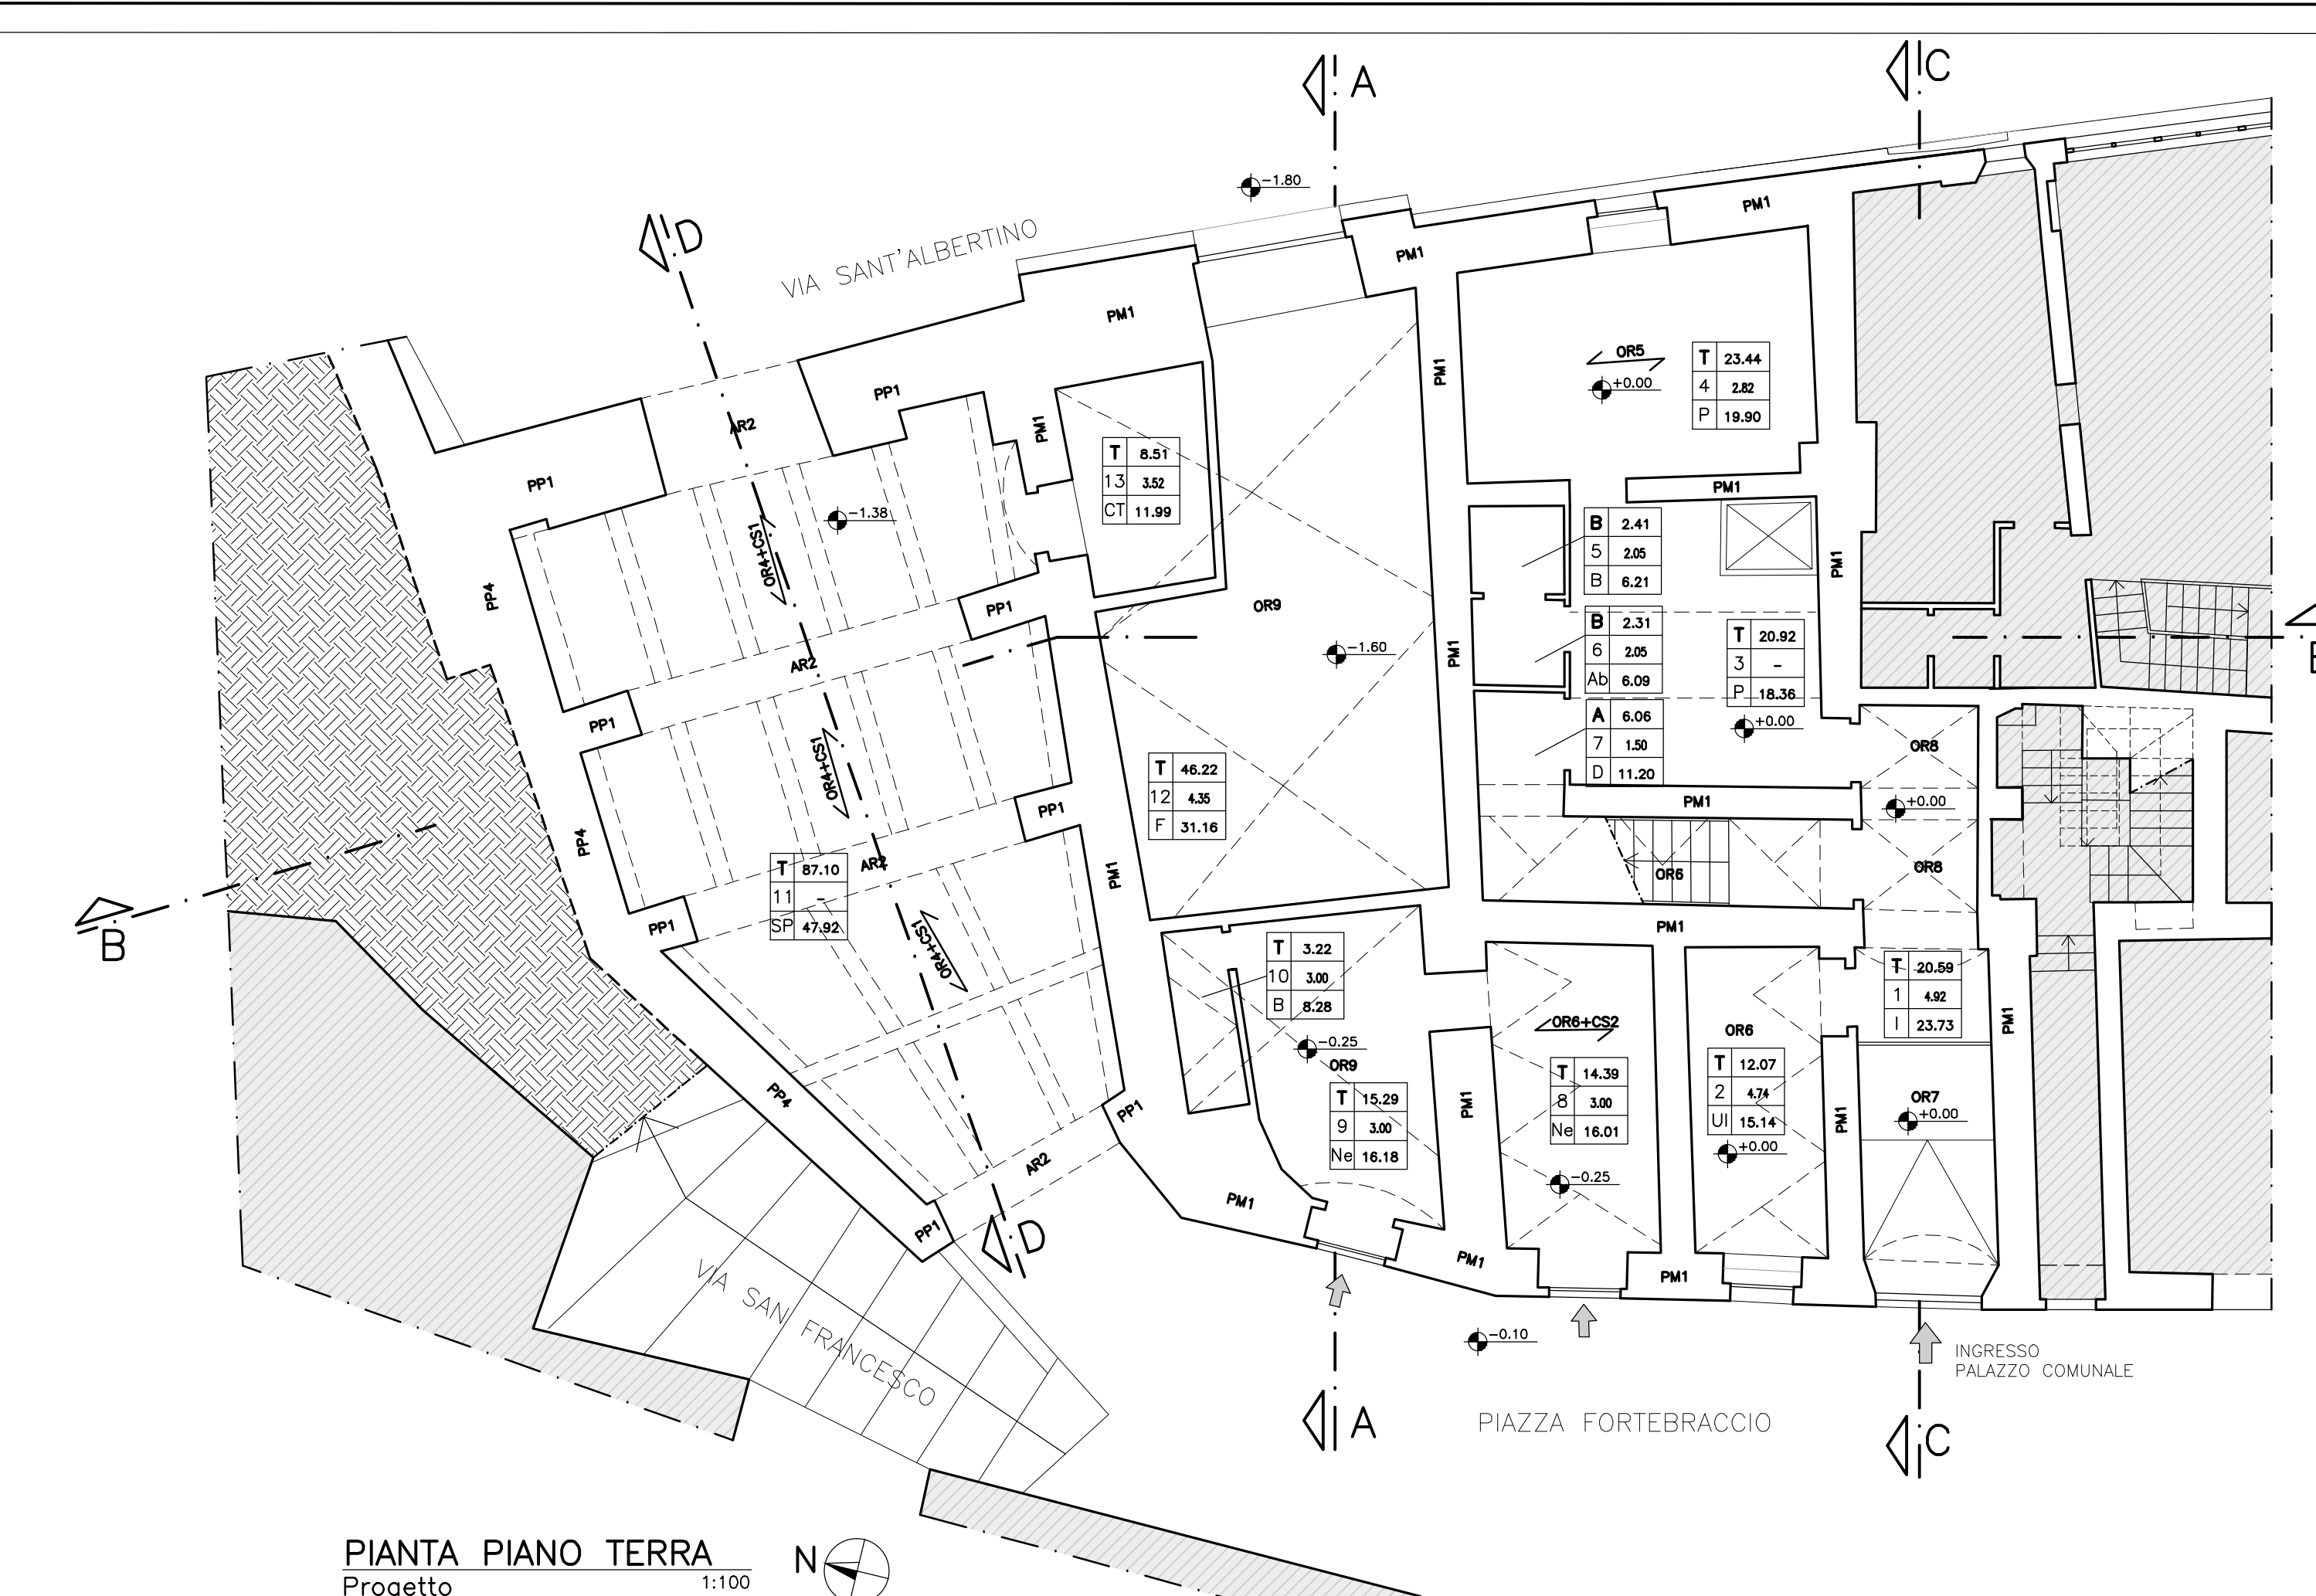 A
C
D
VIA SANT'ALBERTINO
-1.80
PM1
PM1
PM1
PP1
PP1
AR2
PM1
PM1
OR5
+0.00
T 23.44
4 2.82
P 19.90
T 8.51
13 3.52
CT 11.99
-1.38
OR4+CS1
PM1
B 2.41
5 2.05
B 6.21
PM1
PP4
PP1
OR9
-1.60
PM1
B 2.31
6 2.05
Ab 6.09
T 20.92
3 -
P 18.36
+0.00
AR2
PP1
A 6.06
7 1.50
D 11.20
OR8
+0.00
OR4+CS1
T 46.22
12 4.35
F 31.16
PP1
PM1
PP4
AR2
PM1
OR6
OR8
T 87.10
11 -
SP 47.92
PP1
PM1
B
OR4+CS1
T 3.22
10 3.00
B 8.28
T 20.59
1 4.92
I 23.73
PM1
-0.25
OR9
OR6+CS2
OR6
T 15.29
9 3.00
Ne 16.18
T 14.39
8 3.00
Ne 16.01
T 12.07
2 4.74
UI 15.14
+0.00
OR7
+0.00
PM1
PM1
PP4
PP1
AR2
-0.25
PM1
PP1
D
PM1
PM1
VIA SAN FRANCESCO
-0.10
INGRESSO
PALAZZO COMUNALE
A
PIAZZA FORTEBRACCIO
C
PIANTA PIANO TERRA
Progetto 1:100
N